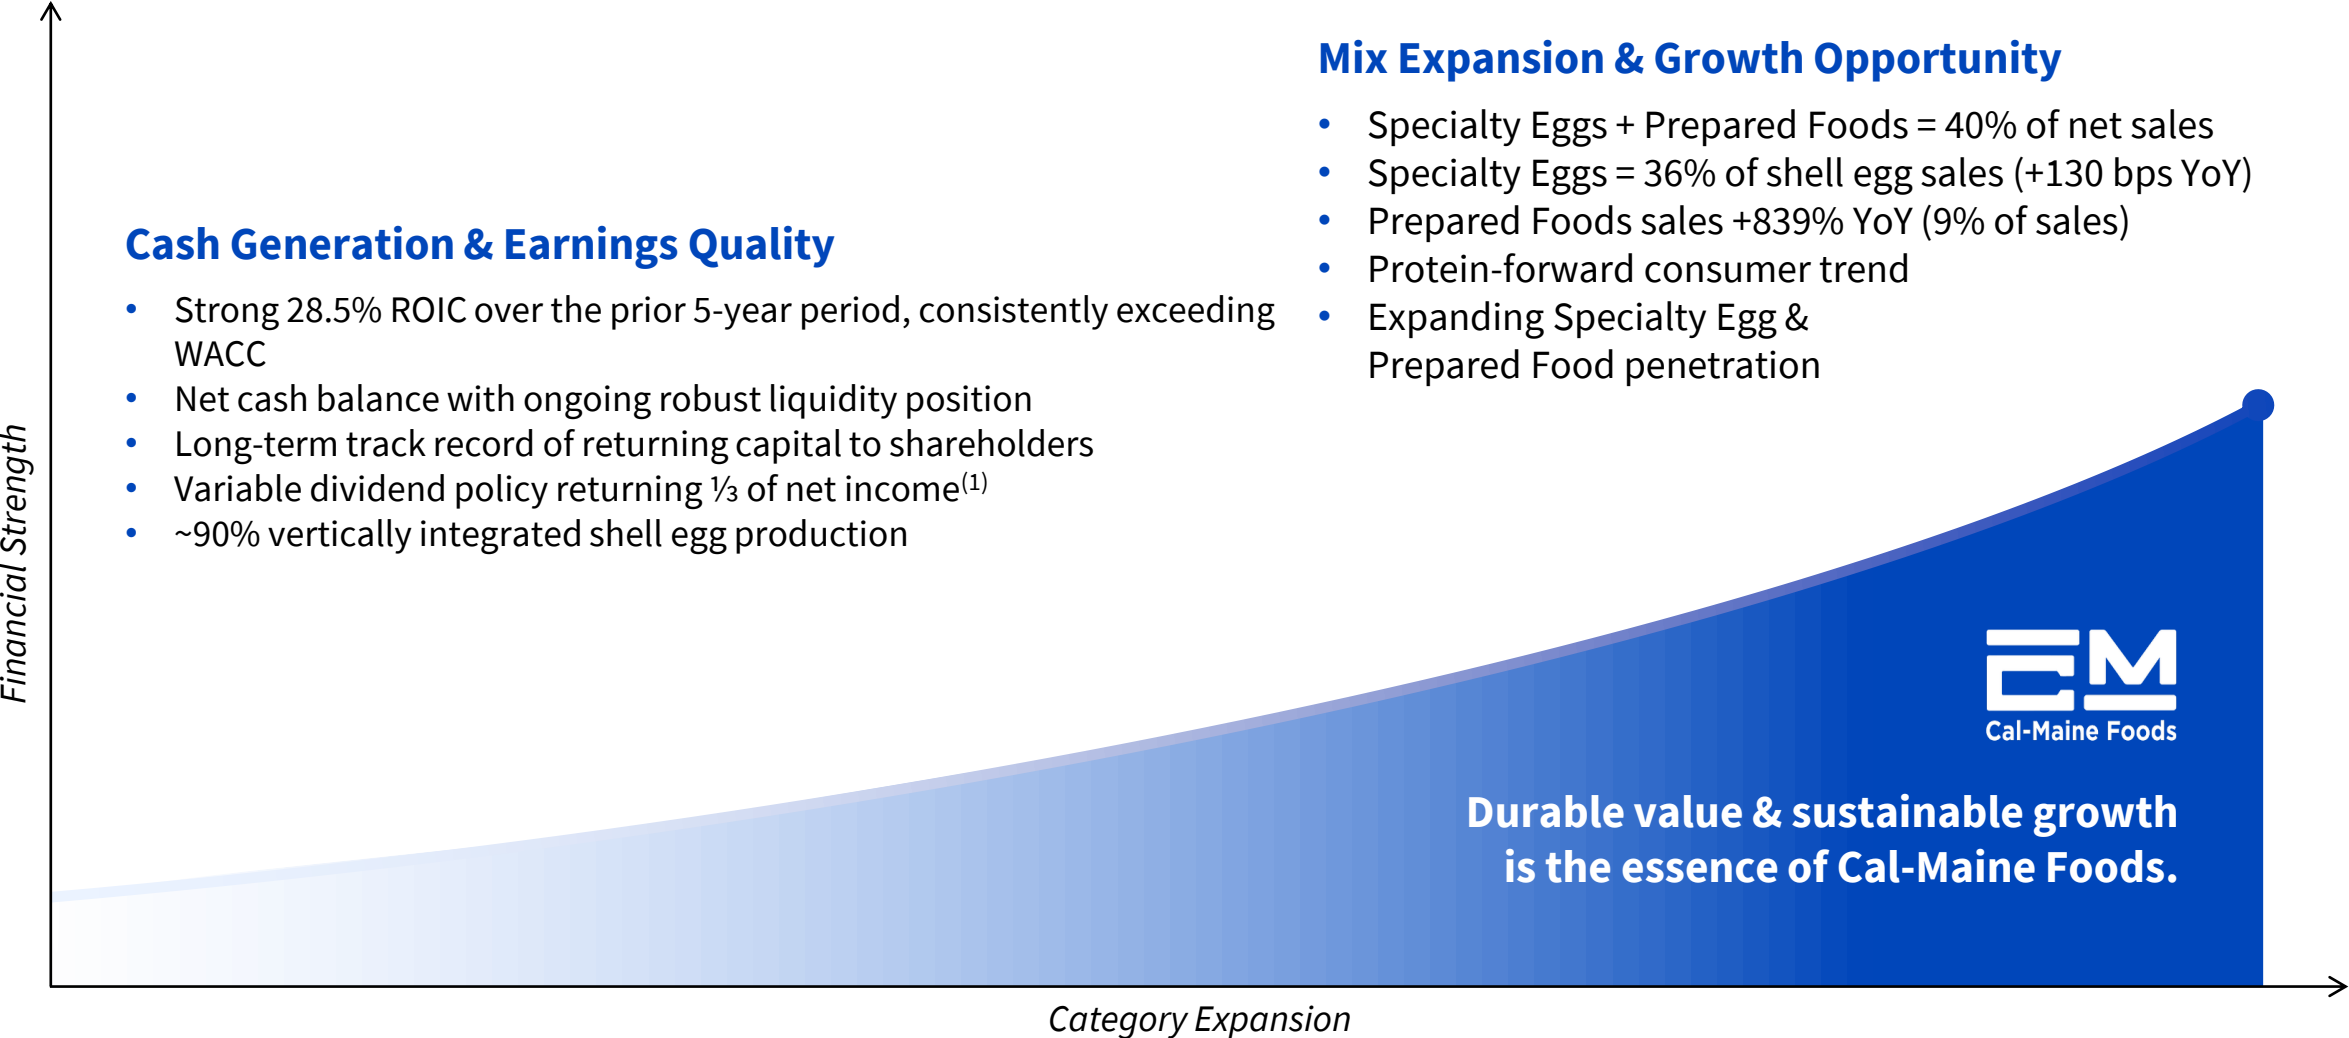 Mix Expansion & Growth Opportunity
• Specialty Eggs + Prepared Foods = 40% of net sales
• Specialty Eggs = 36% of shell egg sales (+130 bps YoY)
• Prepared Foods sales +839% YoY (9% of sales)
• Protein-forward consumer trend
• Expanding Specialty Egg &
Prepared Food penetration
Cash Generation & Earnings Quality
• Strong 28.5% ROIC over the prior 5-year period, consistently exceeding
WACC
• Net cash balance with ongoing robust liquidity position
• Long-term track record of returning capital to shareholders
• Variable dividend policy returning ⅓ of net income(1)
• ~90% vertically integrated shell egg production
Financial Strength
CM
Cal-Maine Foods
Durable value & sustainable growth
is the essence of Cal-Maine Foods.
Category Expansion